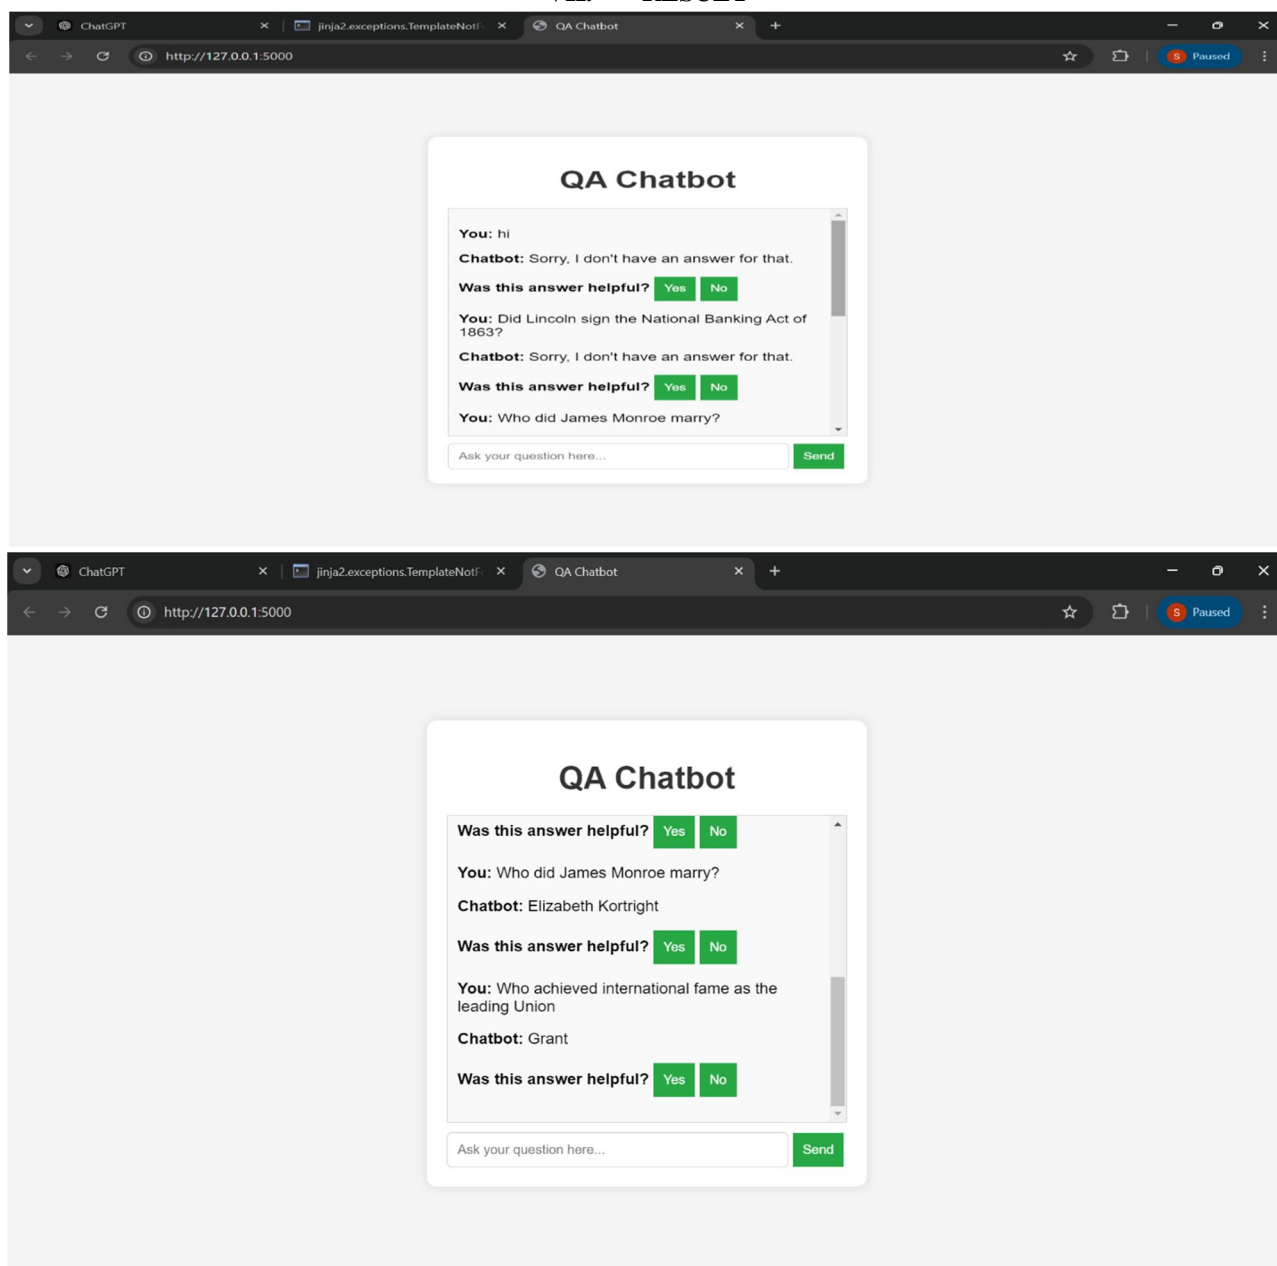 ChatGPT
jinja2.exceptions.TemplateNotF
QA Chatbot
http://127.0.0.1:5000
S Paused
QA Chatbot
You: hi
Chatbot: Sorry, I don't have an answer for that.
Was this answer helpful? Yes No
You: Did Lincoln sign the National Banking Act of
1863?
Chatbot: Sorry, I don't have an answer for that.
Was this answer helpful? Yes No
You: Who did James Monroe marry?
Ask your question here...
Send
ChatGPT
jinja2.exceptions.TemplateNotF
QA Chatbot
http://127.0.0.1:5000
S Paused
QA Chatbot
Was this answer helpful? Yes No
You: Who did James Monroe marry?
Chatbot: Elizabeth Kortright
Was this answer helpful? Yes No
You: Who achieved international fame as the
leading Union
Chatbot: Grant
Was this answer helpful? Yes No
Ask your question here...
Send